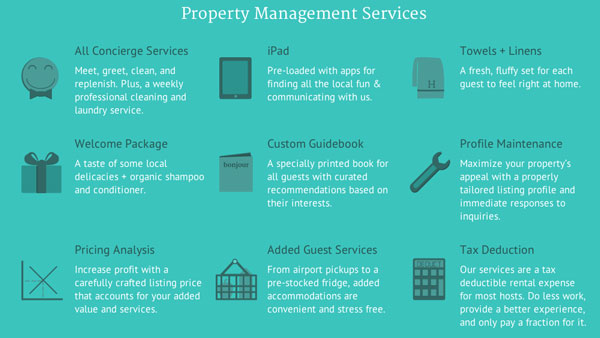 Property Management Services
All Concierge Services
Meet, greet, clean, and
replenish. Plus, a weekly
professional cleaning and
laundry service.
iPad
Pre-loaded with apps for
finding all the local fun &
communicating with us.
Towels + Linens
A fresh, fluffy set for each
guest to feel right at home.
H
Welcome Package
A taste of some local
delicacies + organic shampoo
and conditioner.
bonjour
Custom Guidebook
A specially printed book for
all guests with curated
recommendations based on
their interests.
Profile Maintenance
Maximize your property's
appeal with a properly
tailored listing profile and
immediate responses to
inquiries.
Pricing Analysis
Increase profit with a
carefully crafted listing price
that accounts for your added
value and services.
Added Guest Services
From airport pickups to a
pre-stocked fridge, added
accommodations are
convenient and stress free.
Tax Deduction
Our services are a tax
deductible rental expense
for most hosts. Do less work,
provide a better experience,
and only pay a fraction for it.